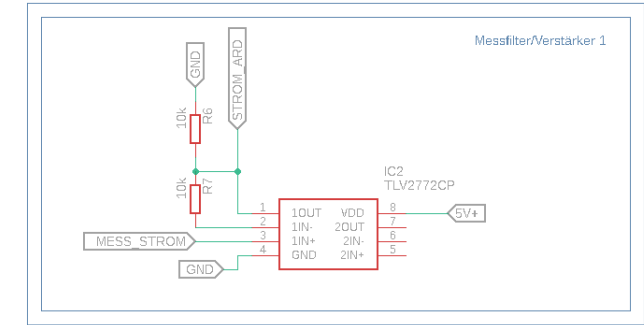 Messfilter/Verstärker 1
GND
STROM_ARD
10k
R6
10k
R7
IC2
TLV2772CP
1
1OUT
VDD
8
5V+
2
1IN-
2OUT
7
MESS_STROM
3
1IN+
2IN-
6
GND
4
GND
2IN+
5